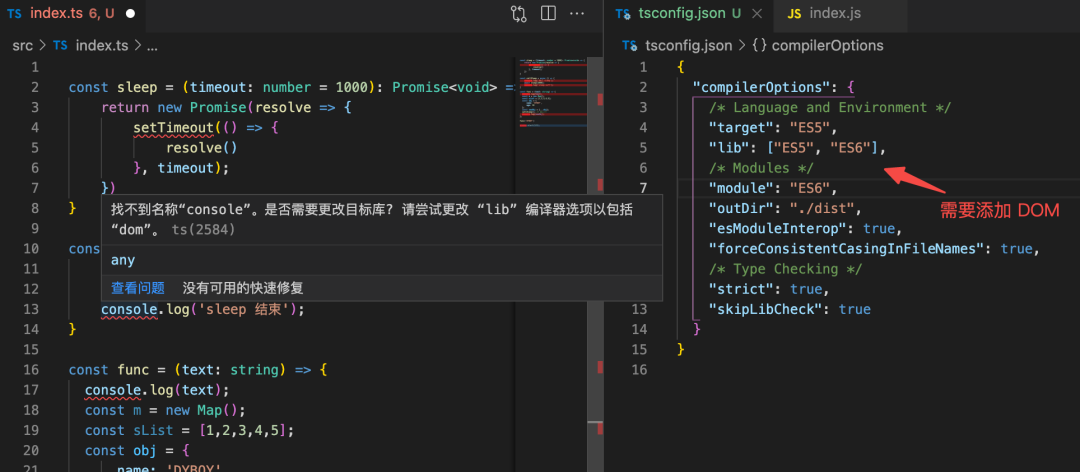 TS index.ts 6, U
src > TS index.ts > ...
1
2 const sleep = (timeout: number = 1000): Promise<void> =>
3 return new Promise(resolve => {
4 setTimeout(() => {
5 resolve()
6 }, timeout);
7 })
8 }
9
10 cons
11
12
13 console.log('sleep 结束');
14 }
15
16 const func = (text: string) => {
17 console.log(text);
18 const m = new Map();
19 const sList = [1,2,3,4,5];
20 const obj = {
21 name: 'DYBOY'
找不到名称“console”。是否需要更改目标库? 请尝试更改 “lib” 编译器选项以包括
“dom”。 ts(2584)
any
查看问题 没有可用的快速修复
TS tsconfig.json U
JS index.js
TS tsconfig.json > {} compilerOptions
1 {
2 "compilerOptions": {
3 /* Language and Environment */
4 "target": "ES5",
5 "lib": ["ES5", "ES6"],
6 /* Modules */
7 "module": "ES6",
"outDir": "./dist",
"esModuleInterop": true,
"forceConsistentCasingInFileNames": true,
/* Type Checking */
"strict": true,
13 "skipLibCheck": true
14 }
15 }
16
需要添加 DOM